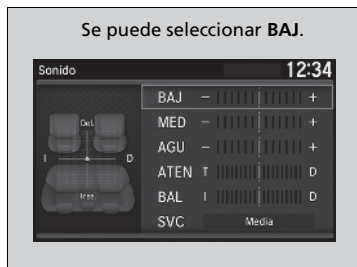 Se puede seleccionar BAJ.
Sonido 12:34
BAJ - +
MED - +
AGU - +
ATEN T D
BAL I D
SVC Media
Del.
I D
Tras.